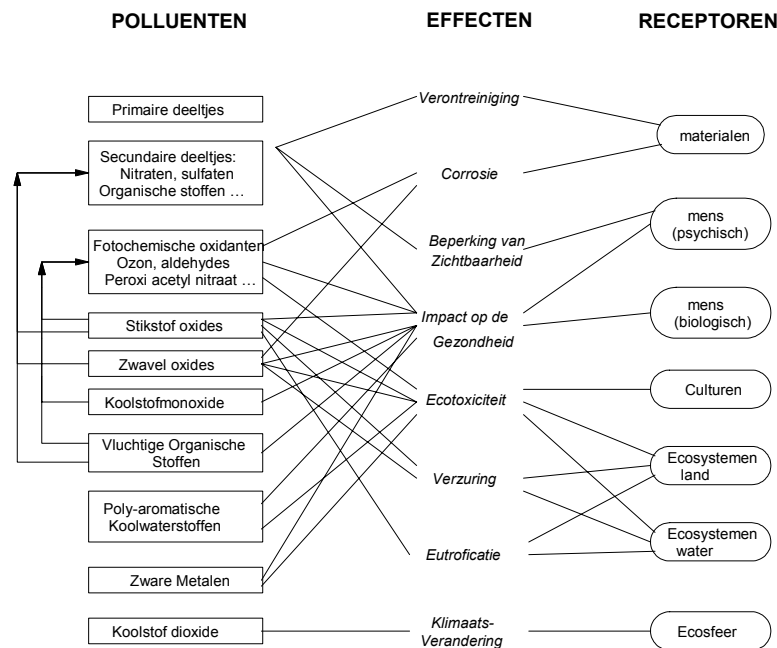 POLLUENTEN
EFFECTEN
RECEPTOREN
Primaire deeltjes
Secundaire deeltjes:
Nitraten, sulfaten
Organische stoffen ...
Fotochemische oxidanten
Ozon, aldehydes
Peroxi acetyl nitraat ...
Stikstof oxides
Zwavel oxides
Koolstofmonoxide
Vluchtige Organische
Stoffen
Poly-aromatische
Koolwaterstoffen
Zware Metalen
Koolstof dioxide
Verontreiniging
Corrosie
Beperking van
Zichtbaarheid
Impact op de
Gezondheid
Ecotoxiciteit
Verzuring
Eutroficatie
Klimaats-
Verandering
materialen
mens
(psychisch)
mens
(biologisch)
Culturen
Ecosystemen
land
Ecosystemen
water
Ecosfeer